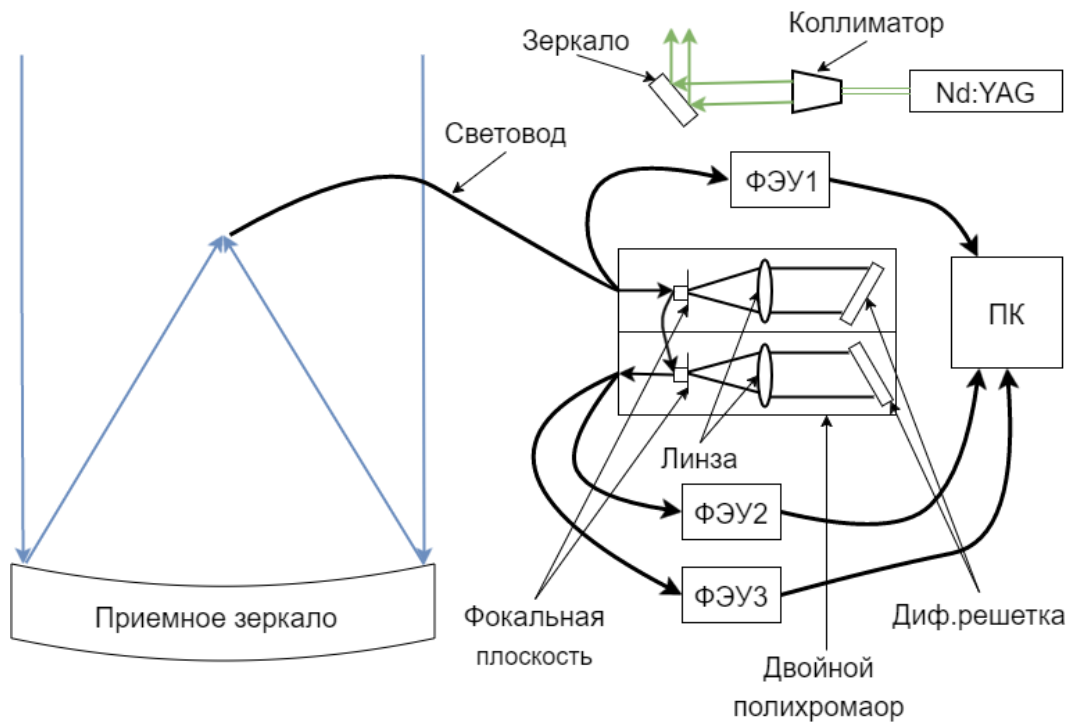 Коллиматор
Зеркало
Nd:YAG
Световод
ФЭУ1
ПК
Линза
ФЭУ2
ФЭУ3
Приемное зеркало
Фокальная
плоскость
Диф.решетка
Двойной
полихромаор